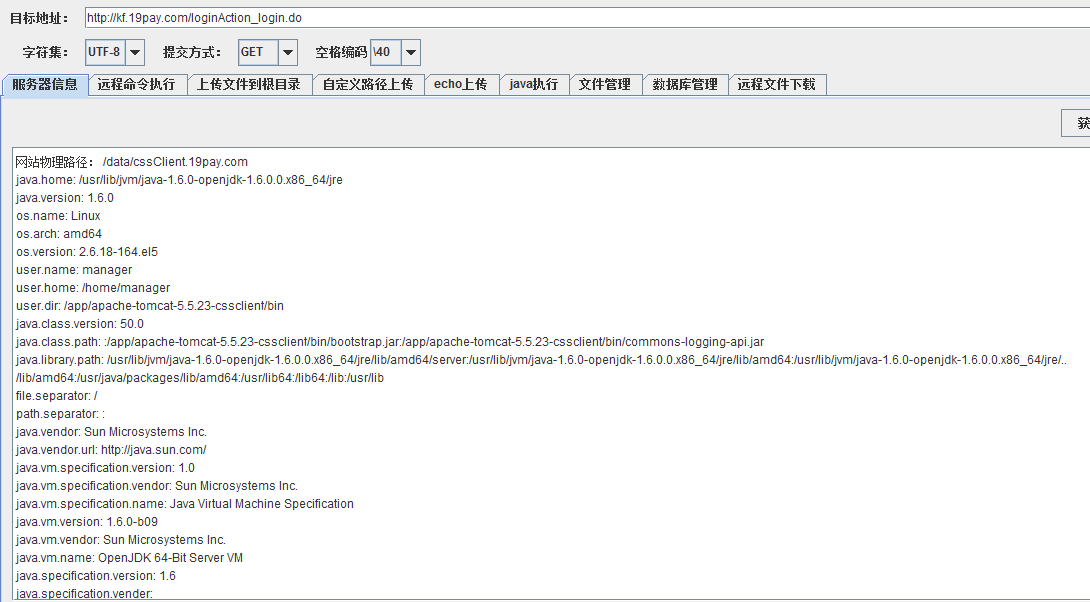 目标地址： http://kf.19pay.com/loginAction_login.do
字符集： UTF-8 提交方式： GET 空格编码 \40
服务器信息 远程命令执行 上传文件到根目录 自定义路径上传 echo上传 java执行 文件管理 数据库管理 远程文件下载
获
网站物理路径： /data/cssClient.19pay.com
java.home: /usr/lib/jvm/java-1.6.0-openjdk-1.6.0.0.x86_64/jre
java.version: 1.6.0
os.name: Linux
os.arch: amd64
os.version: 2.6.18-164.el5
user.name: manager
user.home: /home/manager
user.dir: /app/apache-tomcat-5.5.23-cssclient/bin
java.class.version: 50.0
java.class.path: :/app/apache-tomcat-5.5.23-cssclient/bin/bootstrap.jar:/app/apache-tomcat-5.5.23-cssclient/bin/commons-logging-api.jar
java.library.path: /usr/lib/jvm/java-1.6.0-openjdk-1.6.0.0.x86_64/jre/lib/amd64/server:/usr/lib/jvm/java-1.6.0-openjdk-1.6.0.0.x86_64/jre/lib/amd64:/usr/lib/jvm/java-1.6.0-openjdk-1.6.0.0.x86_64/jre/..
/lib/amd64:/usr/java/packages/lib/amd64:/usr/lib64:/lib64:/lib:/usr/lib
file.separator: /
path.separator: :
java.vendor: Sun Microsystems Inc.
java.vendor.url: http://java.sun.com/
java.vm.specification.version: 1.0
java.vm.specification.vendor: Sun Microsystems Inc.
java.vm.specification.name: Java Virtual Machine Specification
java.vm.version: 1.6.0-b09
java.vm.vendor: Sun Microsystems Inc.
java.vm.name: OpenJDK 64-Bit Server VM
java.specification.version: 1.6
java.specification.vender: